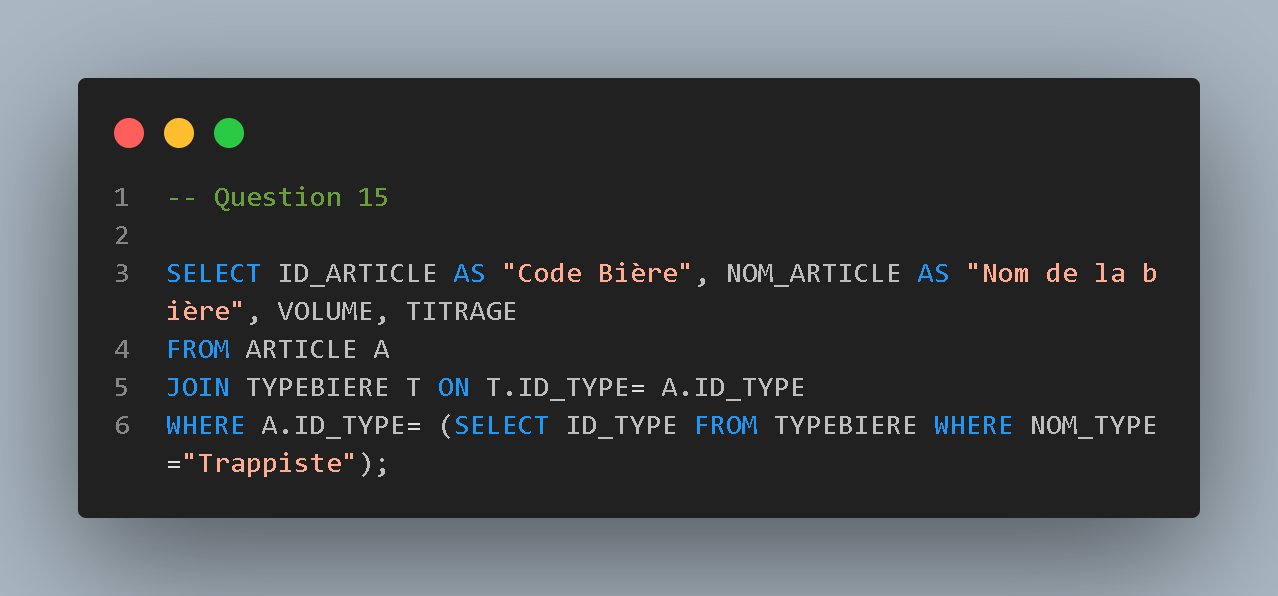 1 -- Question 15
2
3 SELECT ID_ARTICLE AS "Code Bière", NOM_ARTICLE AS "Nom de la b
ière", VOLUME, TITRAGE
4 FROM ARTICLE A
5 JOIN TYPEBIERE T ON T.ID_TYPE= A.ID_TYPE
6 WHERE A.ID_TYPE= (SELECT ID_TYPE FROM TYPEBIERE WHERE NOM_TYPE
="Trappiste");